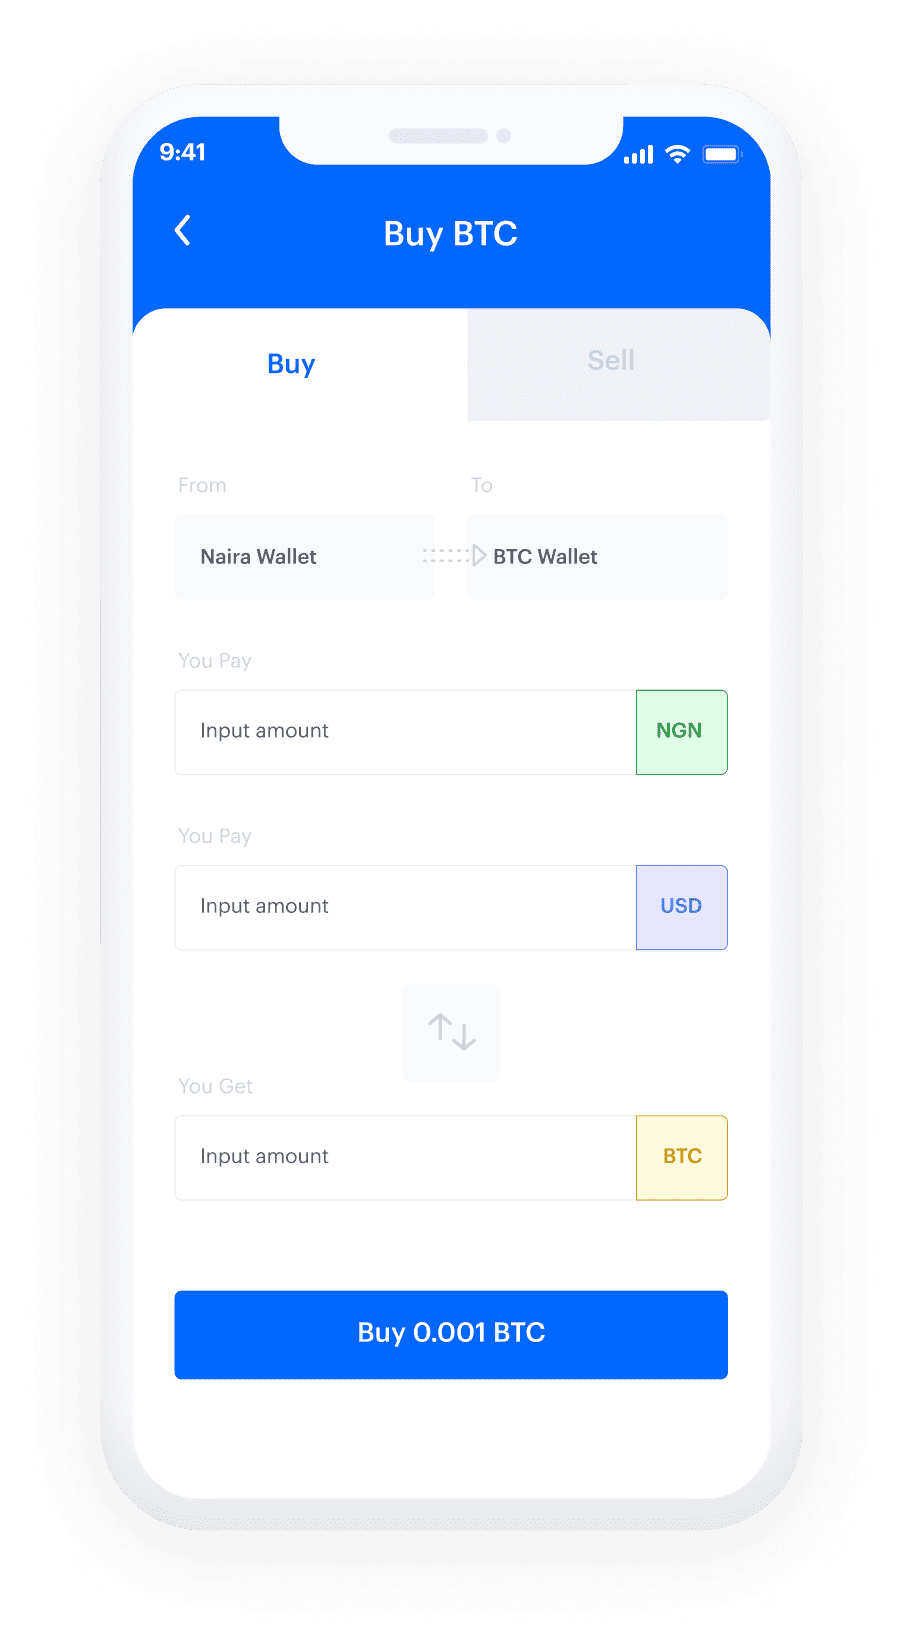 9:41
Buy BTC
Buy
Sell
From
To
Naira Wallet
BTC Wallet
You Pay
Input amount
NGN
You Pay
Input amount
USD
You Get
Input amount
BTC
Buy 0.001 BTC